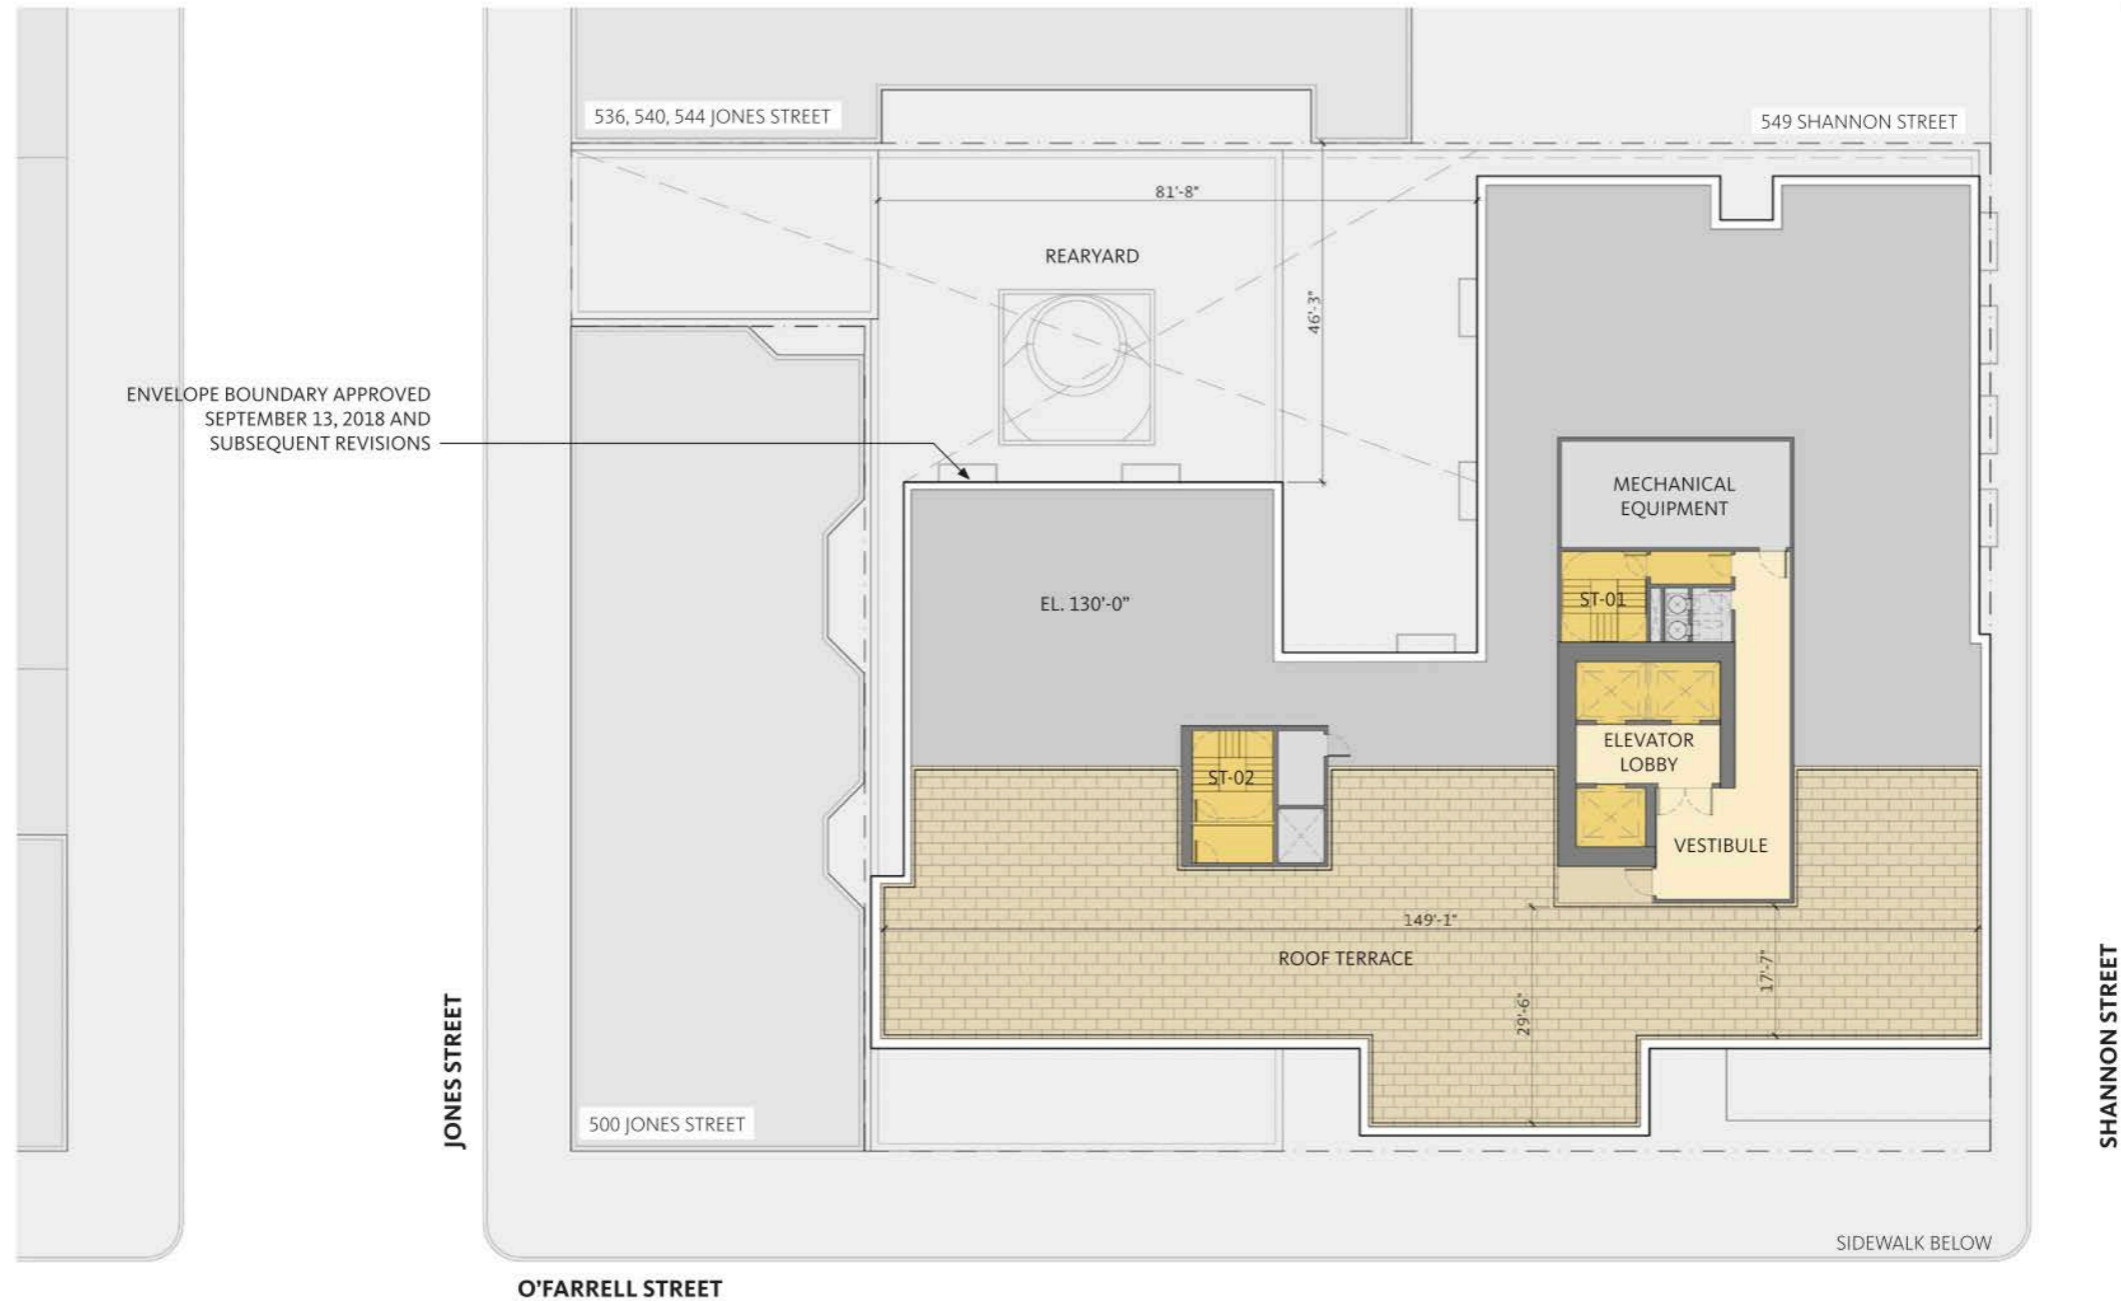 536, 540, 544 JONES STREET
549 SHANNON STREET
81'-8"
REARYARD
46'-3"
ENVELOPE BOUNDARY APPROVED
SEPTEMBER 13, 2018 AND
SUBSEQUENT REVISIONS
MECHANICAL
EQUIPMENT
EL. 130'-0"
ST-01
ELEVATOR
LOBBY
ST-02
VESTIBULE
149'-1"
ROOF TERRACE
17'-7"
29'-6"
JONES STREET
SHANNON STREET
500 JONES STREET
SIDEWALK BELOW
O'FARRELL STREET